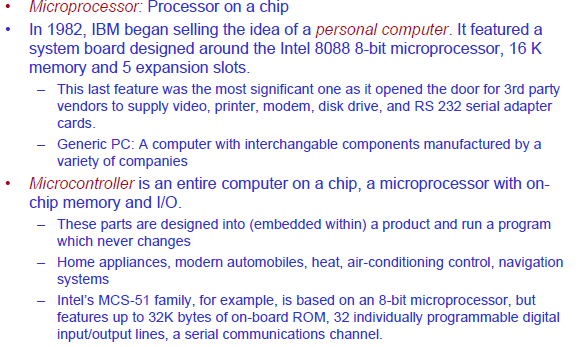 • Microprocessor: Processor on a chip
• In 1982, IBM began selling the idea of a personal computer. It featured a
system board designed around the Intel 8088 8-bit microprocessor, 16 K
memory and 5 expansion slots.
– This last feature was the most significant one as it opened the door for 3rd party
vendors to supply video, printer, modem, disk drive, and RS 232 serial adapter
cards.
– Generic PC: A computer with interchangable components manufactured by a
variety of companies
• Microcontroller is an entire computer on a chip, a microprocessor with on-
chip memory and I/O.
– These parts are designed into (embedded within) a product and run a program
which never changes
– Home appliances, modern automobiles, heat, air-conditioning control, navigation
systems
– Intel's MCS-51 family, for example, is based on an 8-bit microprocessor, but
features up to 32K bytes of on-board ROM, 32 individually programmable digital
input/output lines, a serial communications channel.